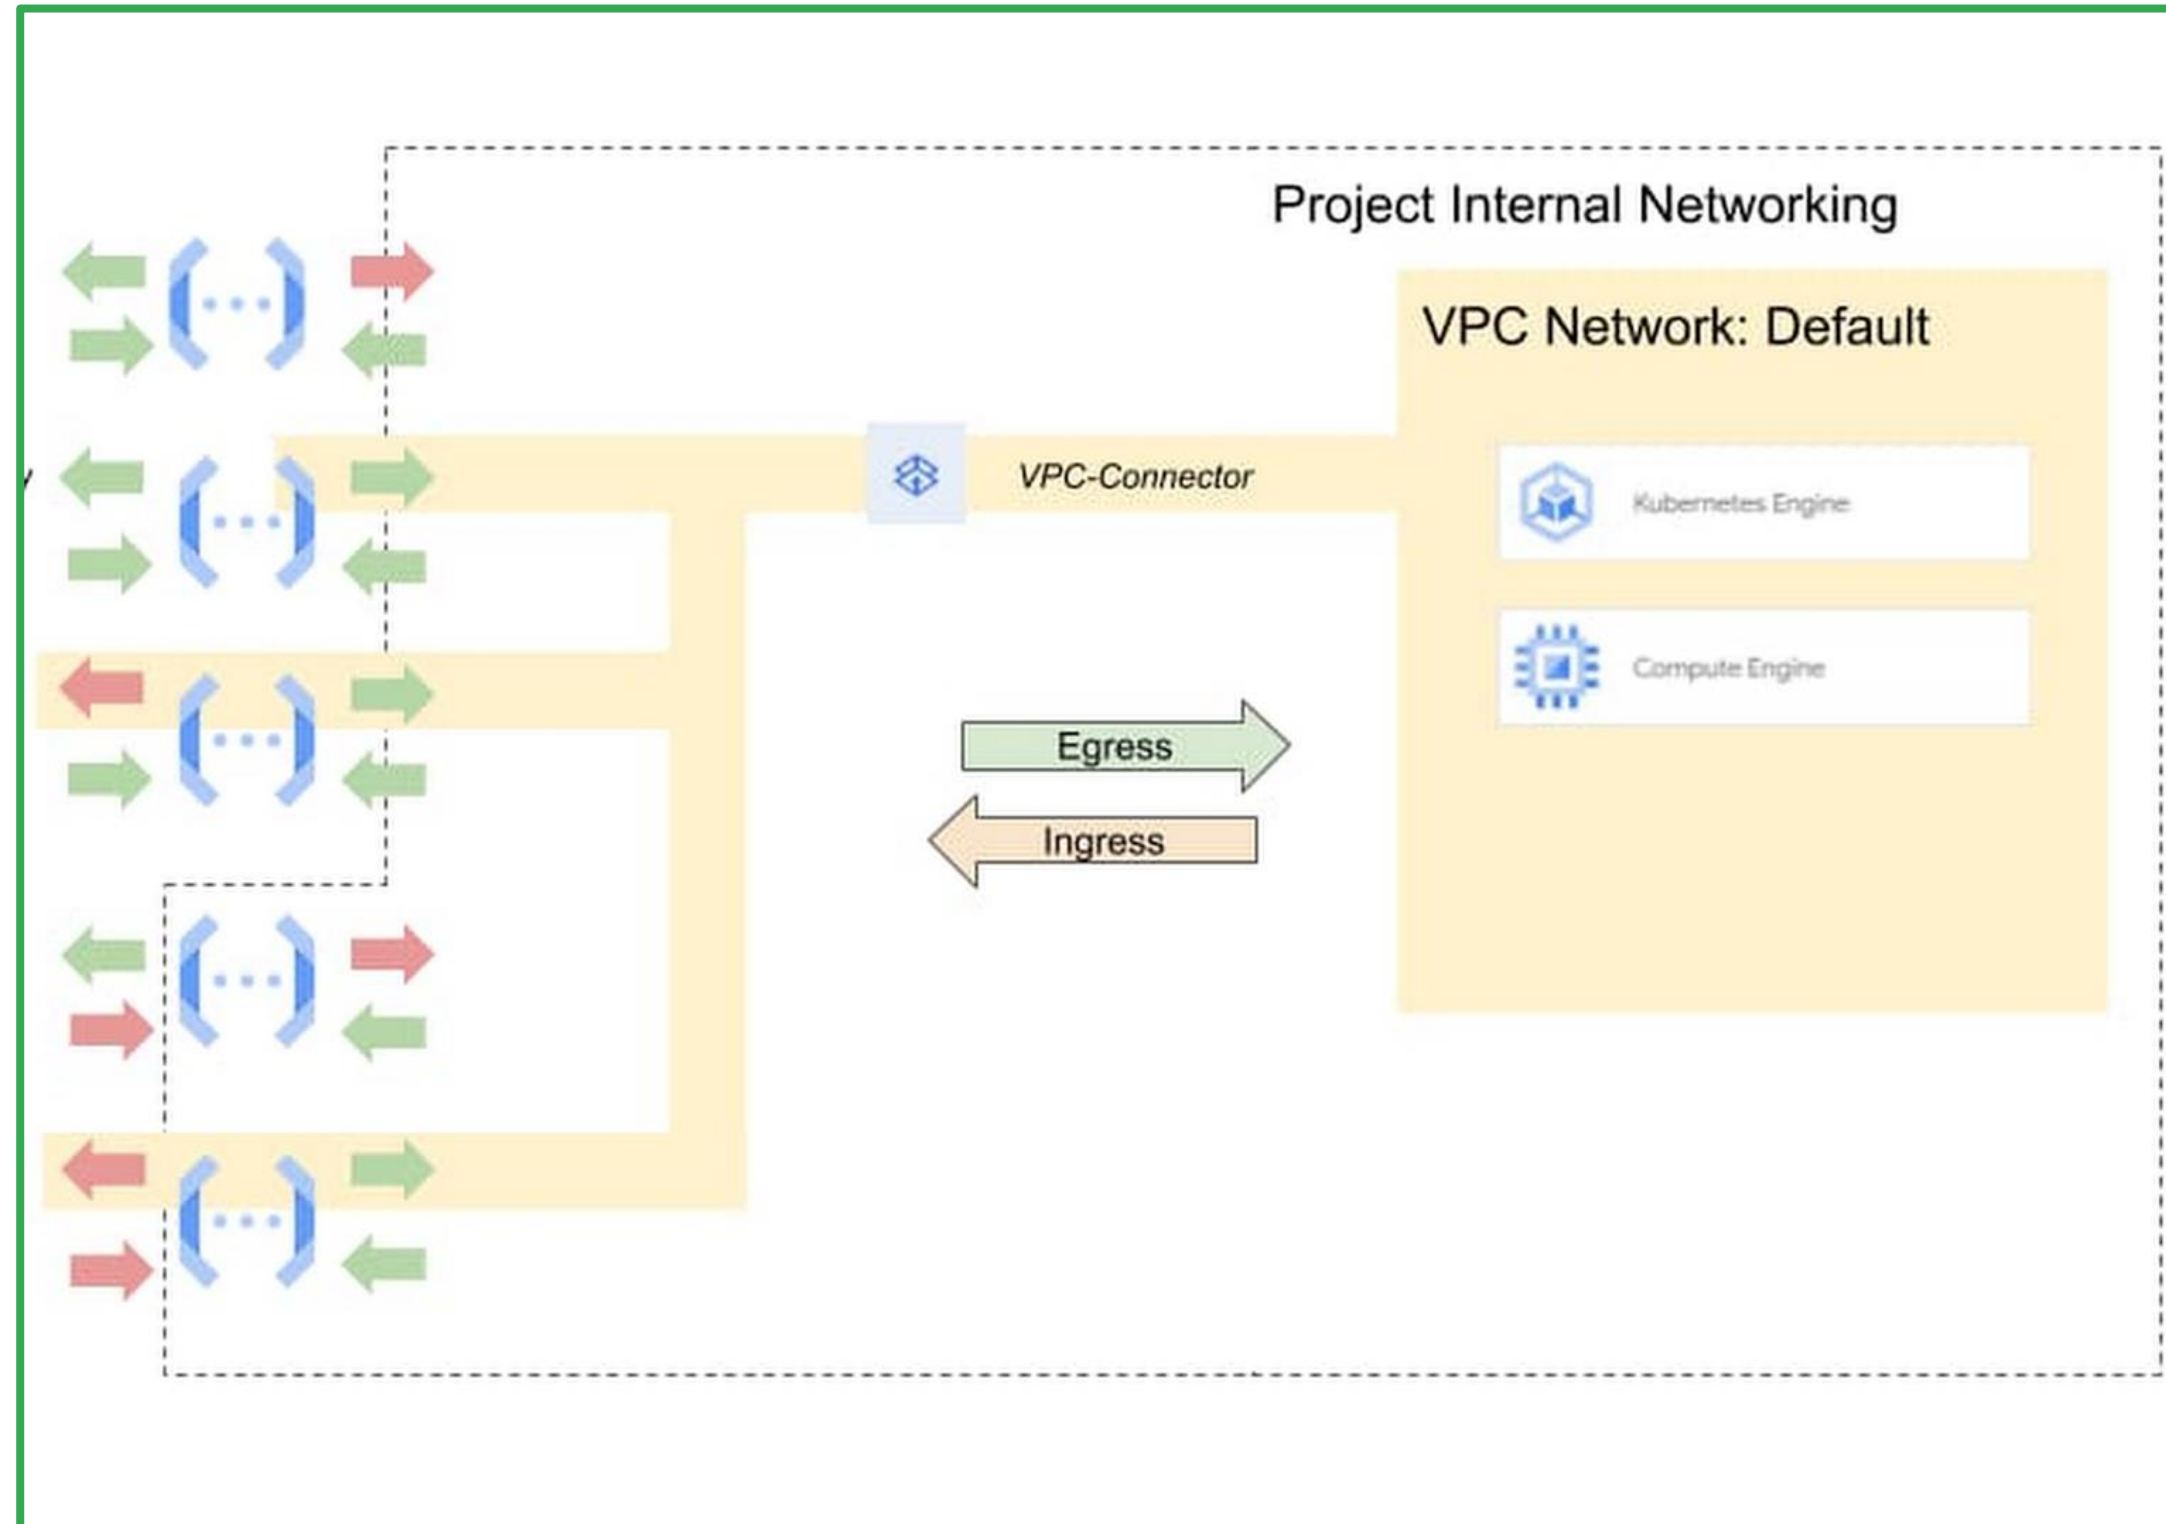 Project Internal Networking
VPC Network: Default
VPC-Connector
Kubernetes Engine
Compute Engine
Egress
Ingress